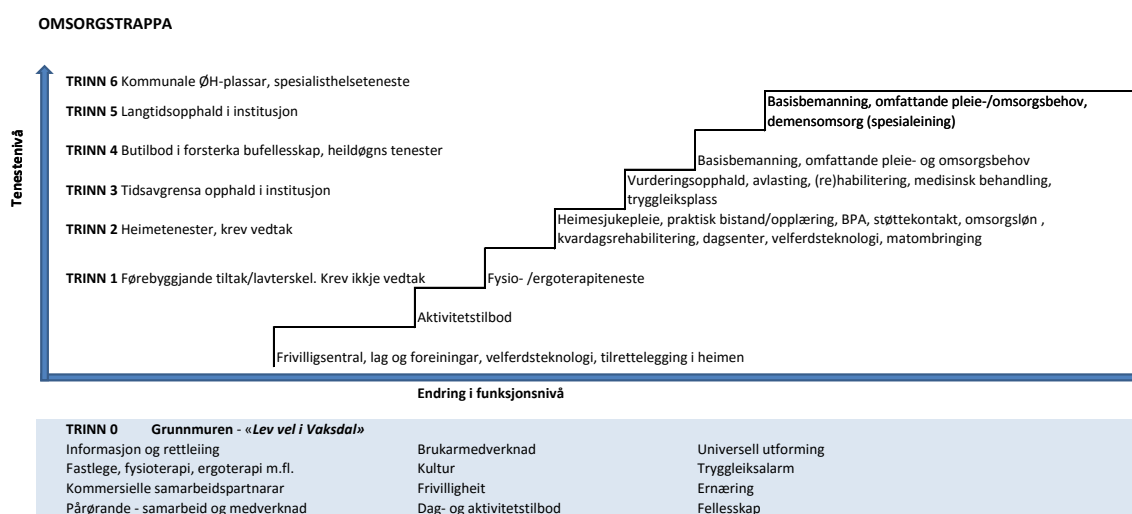 OMSORGSTRAPPA
TRINN 6 Kommunale ØH-plassar, spesialisthelseteneste
Basisbemanning, omfattande pleie-/omsorgsbehov,
demensomsorg (spesialeining)
TRINN 5 Langtidsopphald i institusjon
TRINN 4 Butilbod i forsterka bufellesskap, heildøgns tenester
Basisbemanning, omfattande pleie- og omsorgsbehov
TRINN 3 Tidsavgrensa opphald i institusjon
Vurderingsopphald, avlasting, (re)habilitering, medisinsk behandling,
tryggleiksplass
TRINN 2 Heimetenester, krev vedtak
Heimesjukepleie, praktisk bistand/opplæring, BPA, støttekontakt, omsorgsløn ,
kvardagsrehabilitering, dagsenter, velferdsteknologi, matombringing
TRINN 1 Førebyggjande tiltak/lavterskel. Krev ikkje vedtak
Fysio- /ergoterapiteneste
Aktivitetstilbod
Frivilligsentral, lag og foreiningar, velferdsteknologi, tilrettelegging i heimen
Tenestenivå
Endring i funksjonsnivå
TRINN 0 Grunnmuren - «Lev vel i Vaksdal»
Informasjon og rettleiing
Brukarmedverknad
Universell utforming
Fastlege, fysioterapi, ergoterapi m.fl.
Kultur
Tryggleiksalarm
Kommersielle samarbeidspartnarar
Frivilligheit
Ernæring
Pårørande - samarbeid og medverknad
Dag- og aktivitetstilbod
Fellesskap